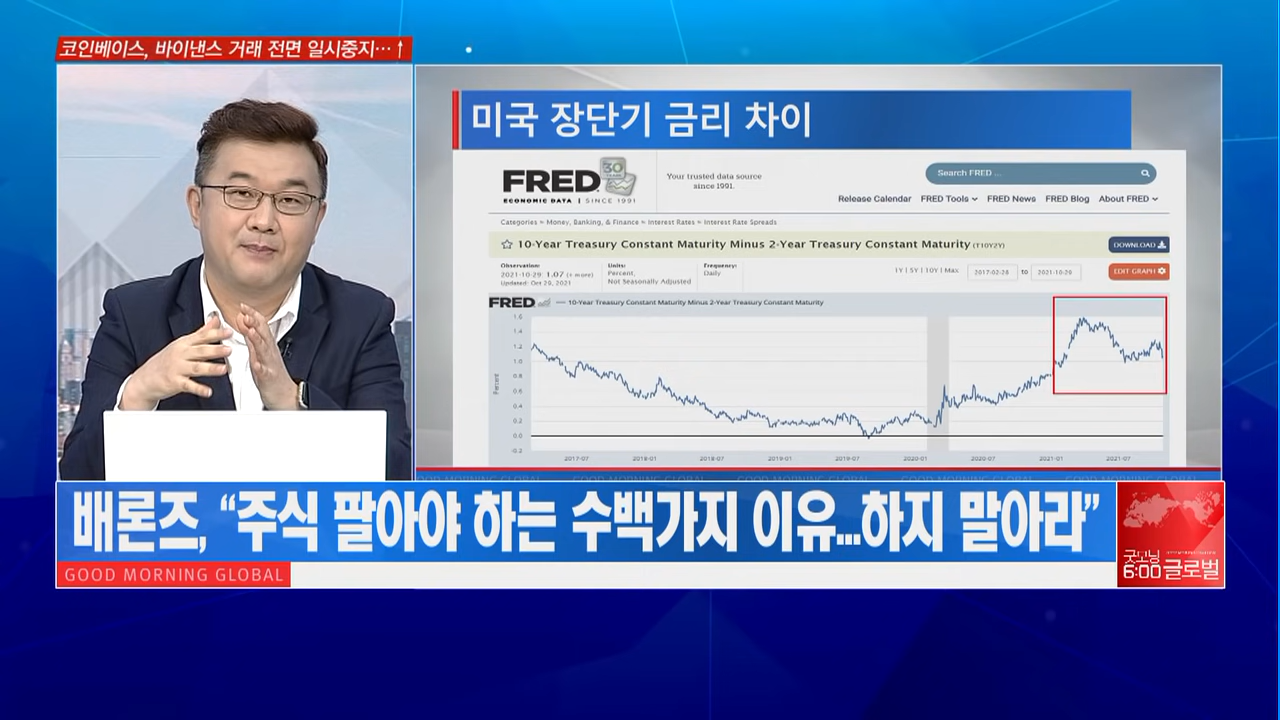 코인베이스, 바이낸스 거래 전면 일시중지…↑
미국 장단기 금리 차이
FRED
30 YEARS
ECONOMIC DATA | SINCE 1991
Your trusted data source
since 1991.
Search FRED ...
Release Calendar FRED Tools FRED News FRED Blog About FRED
Categories > Money, Banking, & Finance > Interest Rates > Interest Rate Spreads
☆ 10-Year Treasury Constant Maturity Minus 2-Year Treasury Constant Maturity (T10Y2Y)
DOWNLOAD
Observation:
2021-10-29: 1.07 (+ more)
Updated: Oct 29, 2021
Units:
Percent,
Not Seasonally Adjusted
Frequency:
Daily
1Y | 5Y | 10Y | Max
to
2021-10-29
EDIT GRAPH
FRED — 10-Year Treasury Constant Maturity Minus 2-Year Treasury Constant Maturity
Percent
1.6
1.4
1.2
1.0
0.8
0.6
0.4
0.2
0.0
-0.2
2017-07 2018-01 2018-07 2019-01 2019-07 2020-01 2020-07 2021-01 2021-07
배론즈, “주식 팔아야 하는 수백가지 이유...하지 말아라”
GOOD MORNING GLOBAL
굿모닝
6:00 글로벌